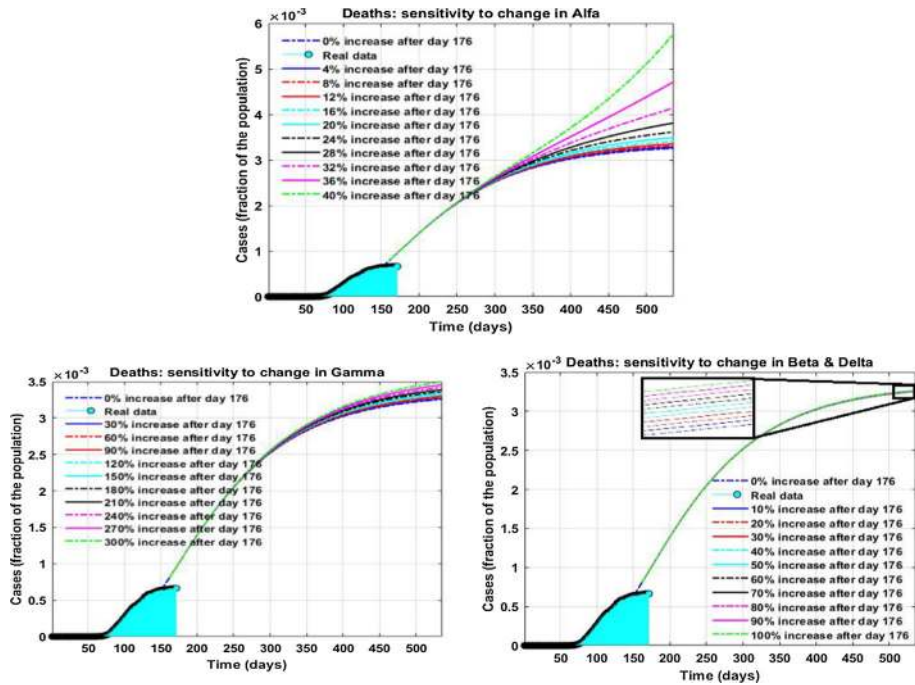 Deaths: sensitivity to change in Alfa
×10⁻³
6
5
4
3
2
1
0
Cases (fraction of the population)
0% increase after day 176
Real data
4% increase after day 176
8% increase after day 176
12% increase after day 176
16% increase after day 176
20% increase after day 176
24% increase after day 176
28% increase after day 176
32% increase after day 176
36% increase after day 176
40% increase after day 176
50 100 150 200 250 300 350 400 450 500
Time (days)
Deaths: sensitivity to change in Gamma
×10⁻³
3.5
3
2.5
2
1.5
1
0.5
0
Cases (fraction of the population)
0% increase after day 176
Real data
30% increase after day 176
60% increase after day 176
90% increase after day 176
120% increase after day 176
150% increase after day 176
180% increase after day 176
210% increase after day 176
240% increase after day 176
270% increase after day 176
300% increase after day 176
50 100 150 200 250 300 350 400 450 500
Time (days)
×10⁻³ Deaths: sensitivity to change in Beta & Delta
3.5
3
2.5
2
1.5
1
0.5
0
Cases (fraction of the population)
0% increase after day 176
Real data
10% increase after day 176
20% increase after day 176
30% increase after day 176
40% increase after day 176
50% increase after day 176
60% increase after day 176
70% increase after day 176
80% increase after day 176
90% increase after day 176
100% increase after day 176
50 100 150 200 250 300 350 400 450 500
Time (days)